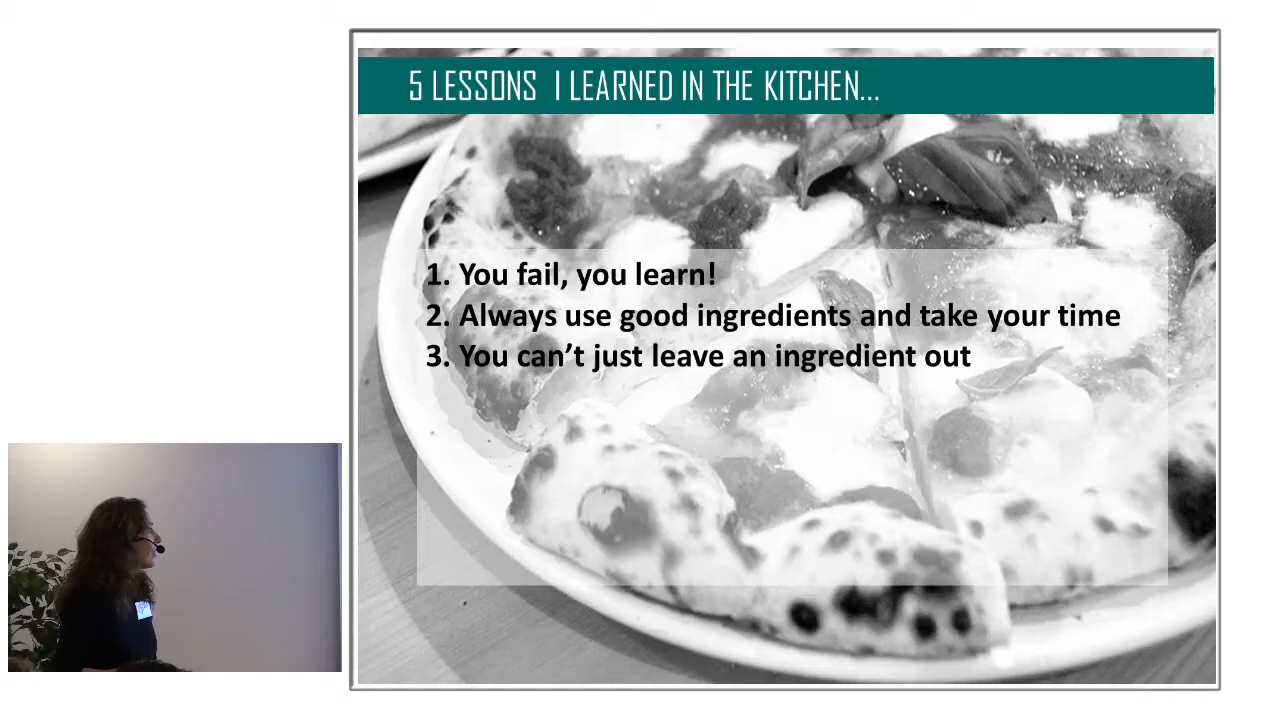 5 LESSONS I LEARNED IN THE KITCHEN...
1. You fail, you learn!
2. Always use good ingredients and take your time
3. You can’t just leave an ingredient out